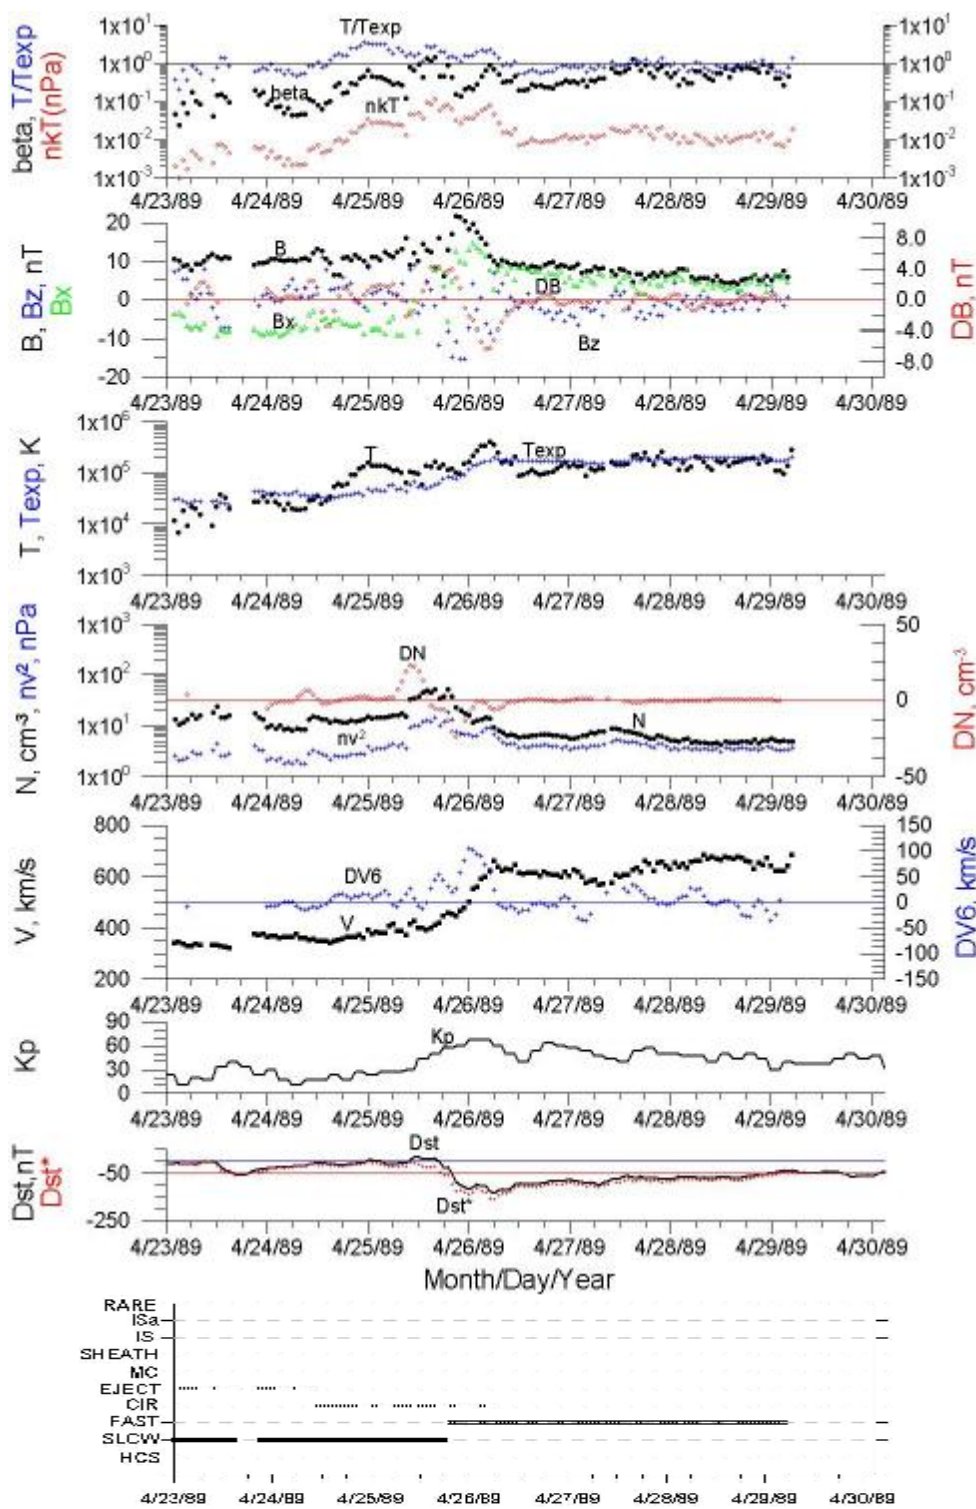 beta, T/Texp
nkT(nPa)
1x10¹
1x10⁰
1x10⁻¹
1x10⁻²
1x10⁻³
T/Texp
beta
nkT
1x10¹
1x10⁰
1x10⁻¹
1x10⁻²
1x10⁻³
4/23/89 4/24/89 4/25/89 4/26/89 4/27/89 4/28/89 4/29/89 4/30/89
B, Bz, nT
Bx
20
10
0
-10
-20
B
Bx
DB
Bz
8.0
4.0
0.0
-4.0
-8.0
DB, nT
4/23/89 4/24/89 4/25/89 4/26/89 4/27/89 4/28/89 4/29/89 4/30/89
T, Texp, K
1x10⁶
1x10⁵
1x10⁴
1x10³
T
Texp
4/23/89 4/24/89 4/25/89 4/26/89 4/27/89 4/28/89 4/29/89 4/30/89
N, cm⁻³, nv², nPa
1x10³
1x10²
1x10¹
1x10⁰
DN
nv²
N
50
0
-50
DN, cm⁻³
4/23/89 4/24/89 4/25/89 4/26/89 4/27/89 4/28/89 4/29/89 4/30/89
V, km/s
800
600
400
200
DV6
V
150
100
50
0
-50
-100
-150
DV6, km/s
4/23/89 4/24/89 4/25/89 4/26/89 4/27/89 4/28/89 4/29/89 4/30/89
Kp
90
60
30
0
Kp
4/23/89 4/24/89 4/25/89 4/26/89 4/27/89 4/28/89 4/29/89 4/30/89
Dst,nT
Dst*
-50
-250
Dst
Dst*
4/23/89 4/24/89 4/25/89 4/26/89 4/27/89 4/28/89 4/29/89 4/30/89
Month/Day/Year
RARE
ISa
IS
SHEATH
MC
EJECT
CIR
FAST
SLOW
HCS
4/23/89 4/24/89 4/25/89 4/26/89 4/27/89 4/28/89 4/29/89 4/30/89